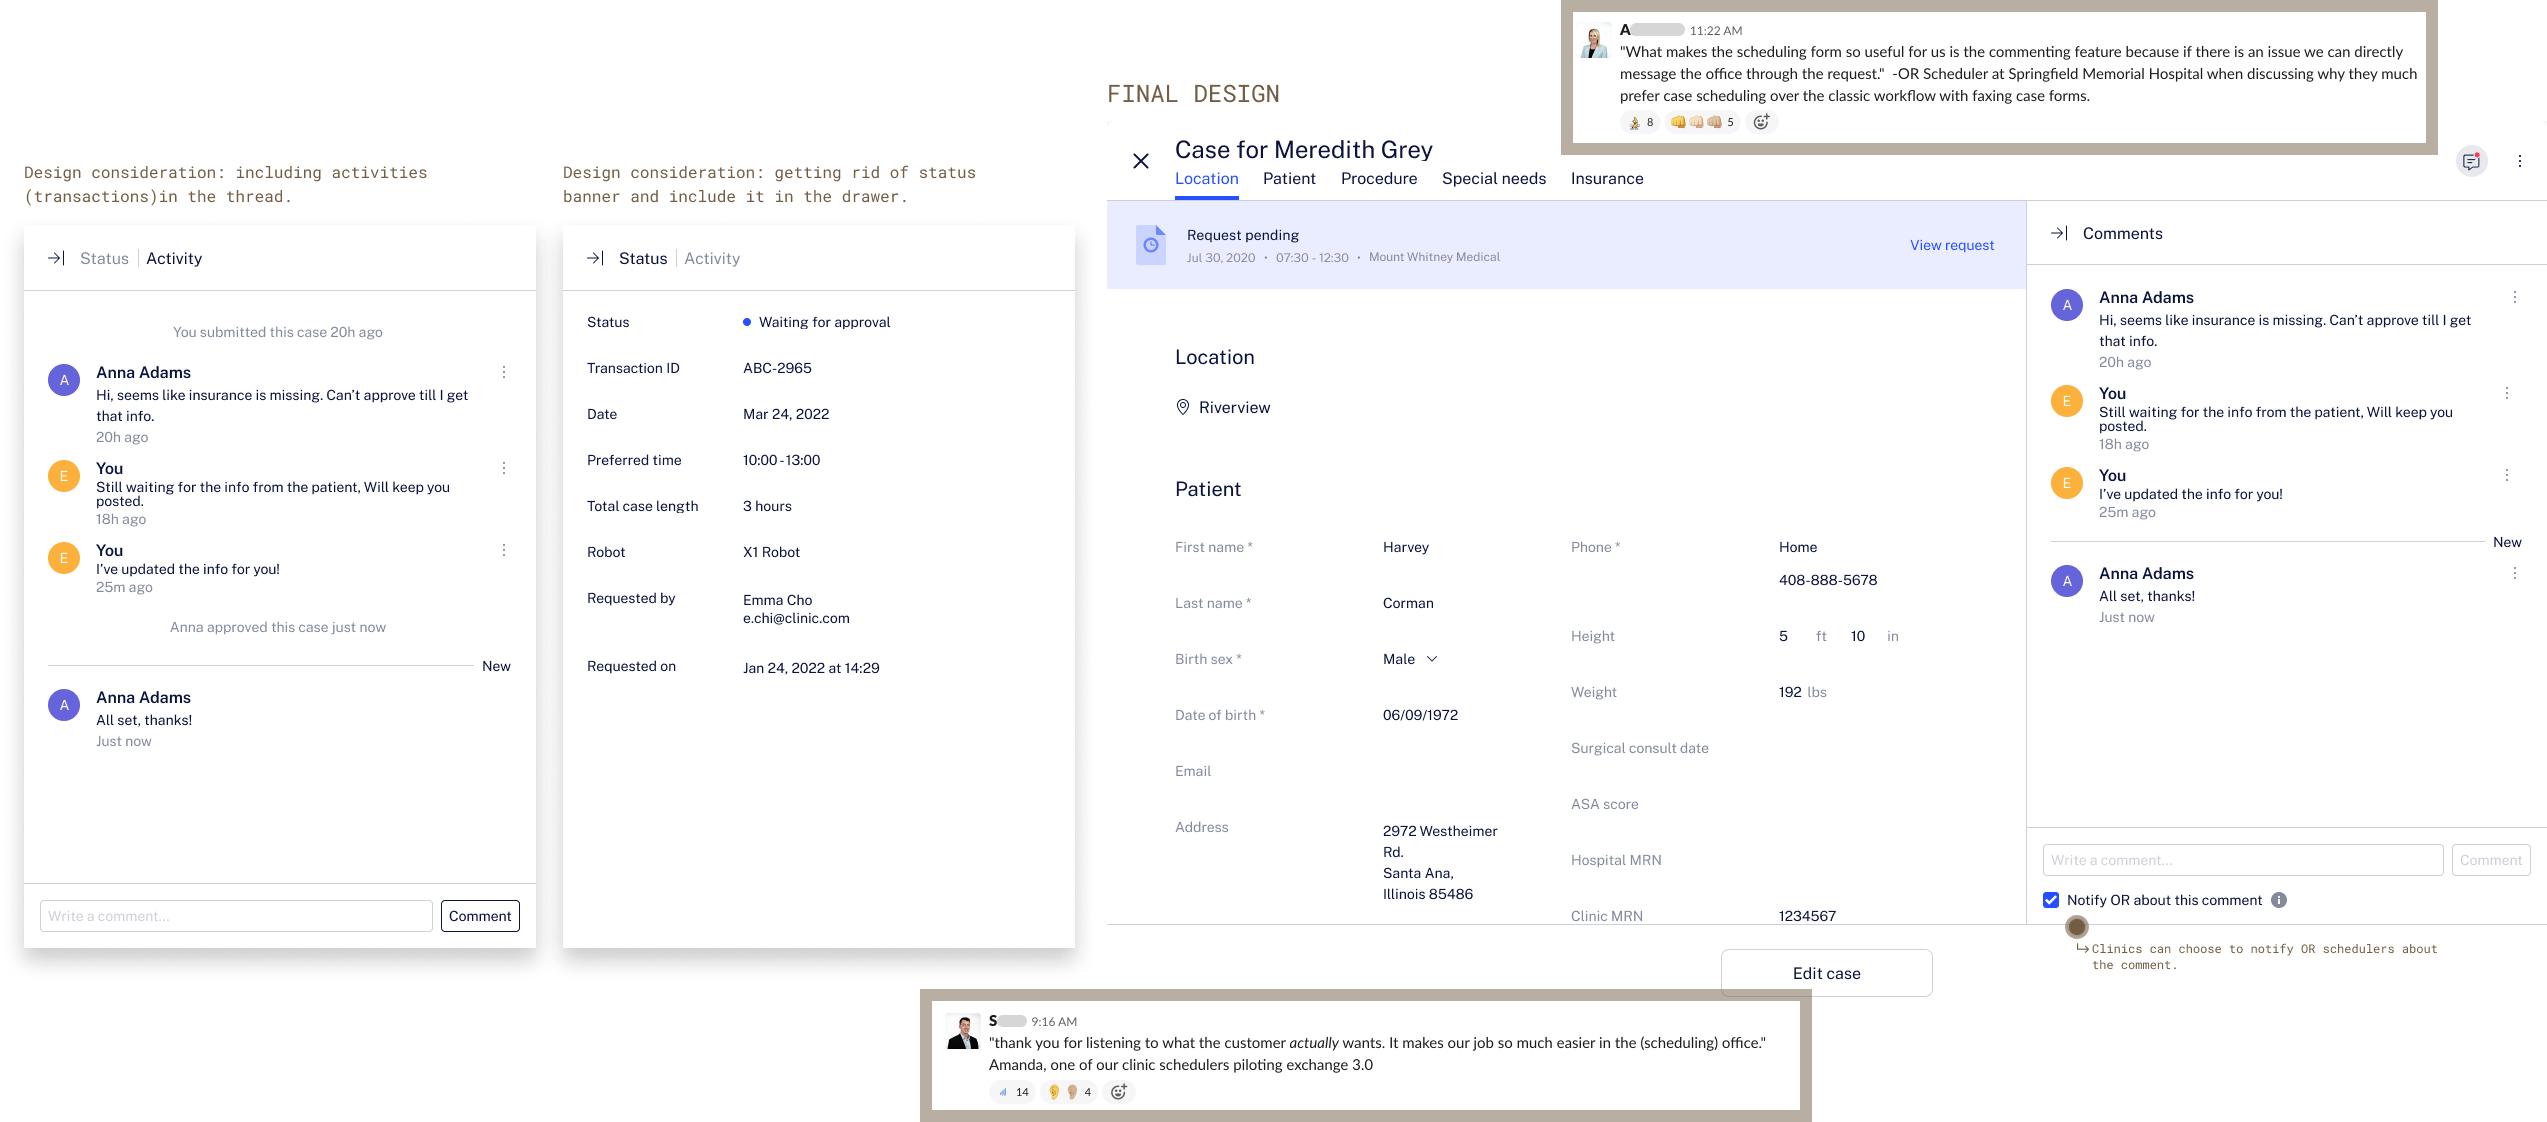 A
11:22 AM
"What makes the scheduling form so useful for us is the commenting feature because if there is an issue we can directly
message the office through the request."  -OR Scheduler at Springfield Memorial Hospital when discussing why they much
prefer case scheduling over the classic workflow with faxing case forms.
8
5
Design consideration: including activities
(transactions)in the thread.
Status
Activity
You submitted this case 20h ago
A
Anna Adams
Hi, seems like insurance is missing. Can't approve till I get
that info.
20h ago
E
You
Still waiting for the info from the patient, Will keep you
posted.
18h ago
E
You
I've updated the info for you!
25m ago
Anna approved this case just now
New
A
Anna Adams
All set, thanks!
Just now
Write a comment...
Comment
Design consideration: getting rid of status
banner and include it in the drawer.
Status
Activity
Status
Waiting for approval
Transaction ID
ABC-2965
Date
Mar 24, 2022
Preferred time
10:00 - 13:00
Total case length
3 hours
Robot
X1 Robot
Requested by
Emma Cho
e.chi@clinic.com
Requested on
Jan 24, 2022 at 14:29
FINAL DESIGN
Case for Meredith Grey
Location
Patient
Procedure
Special needs
Insurance
Request pending
Jul 30, 2020 • 07:30 - 12:30 • Mount Whitney Medical
View request
Location
Riverview
Patient
First name *
Harvey
Last name *
Corman
Birth sex *
Male
Date of birth *
06/09/1972
Email
Address
2972 Westheimer
Rd.
Santa Ana,
Illinois 85486
Phone *
Home
408-888-5678
Height
5 ft 10 in
Weight
192 lbs
Surgical consult date
ASA score
Hospital MRN
Clinic MRN
1234567
Edit case
Comments
A
Anna Adams
Hi, seems like insurance is missing. Can't approve till I get
that info.
20h ago
E
You
Still waiting for the info from the patient, Will keep you
posted.
18h ago
E
You
I've updated the info for you!
25m ago
New
A
Anna Adams
All set, thanks!
Just now
Write a comment...
Comment
Notify OR about this comment
i
Clinics can choose to notify OR schedulers about
the comment.
S
9:16 AM
"thank you for listening to what the customer actually wants. It makes our job so much easier in the (scheduling) office."
Amanda, one of our clinic schedulers piloting exchange 3.0
14
4